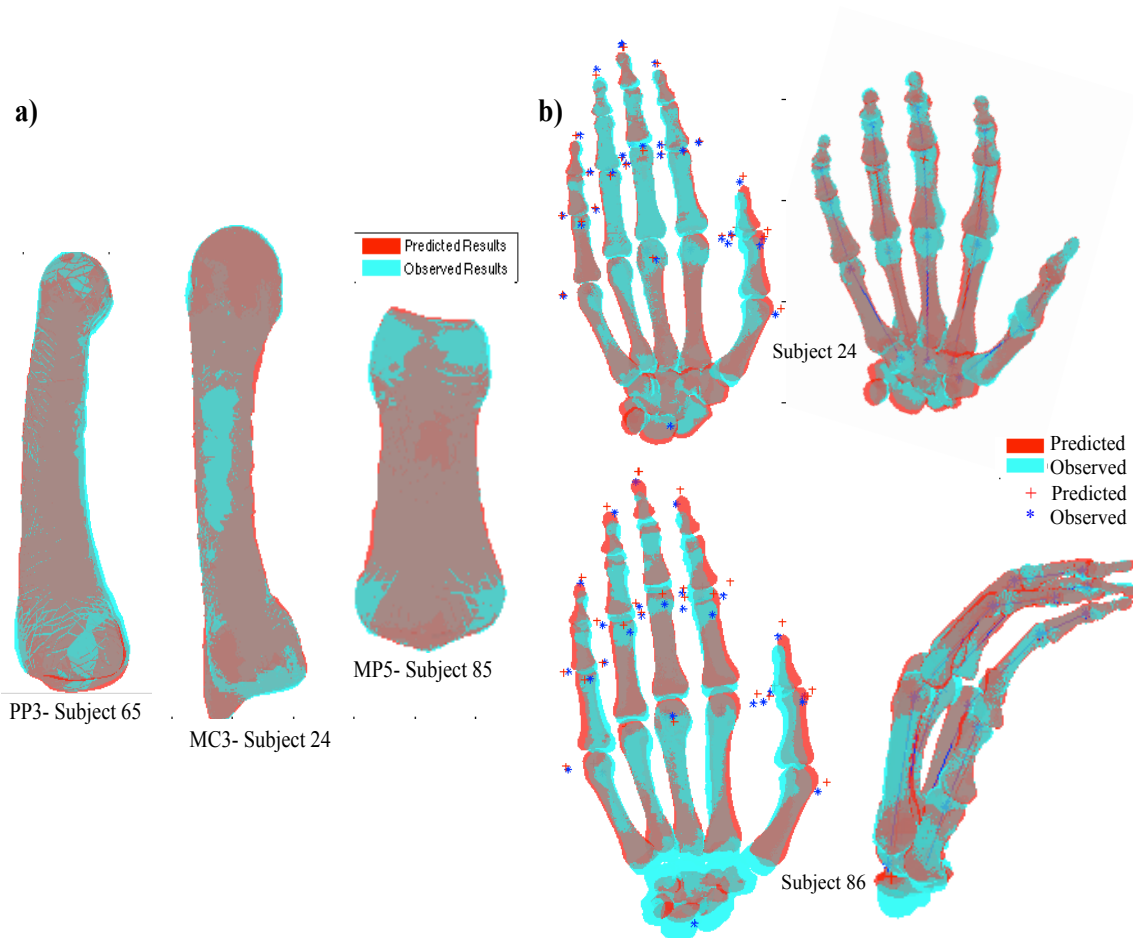 a)
PP3- Subject 65
MC3- Subject 24
Predicted Results
Observed Results
MP5- Subject 85
b)
Subject 24
Predicted
Observed
+ Predicted
* Observed
Subject 86